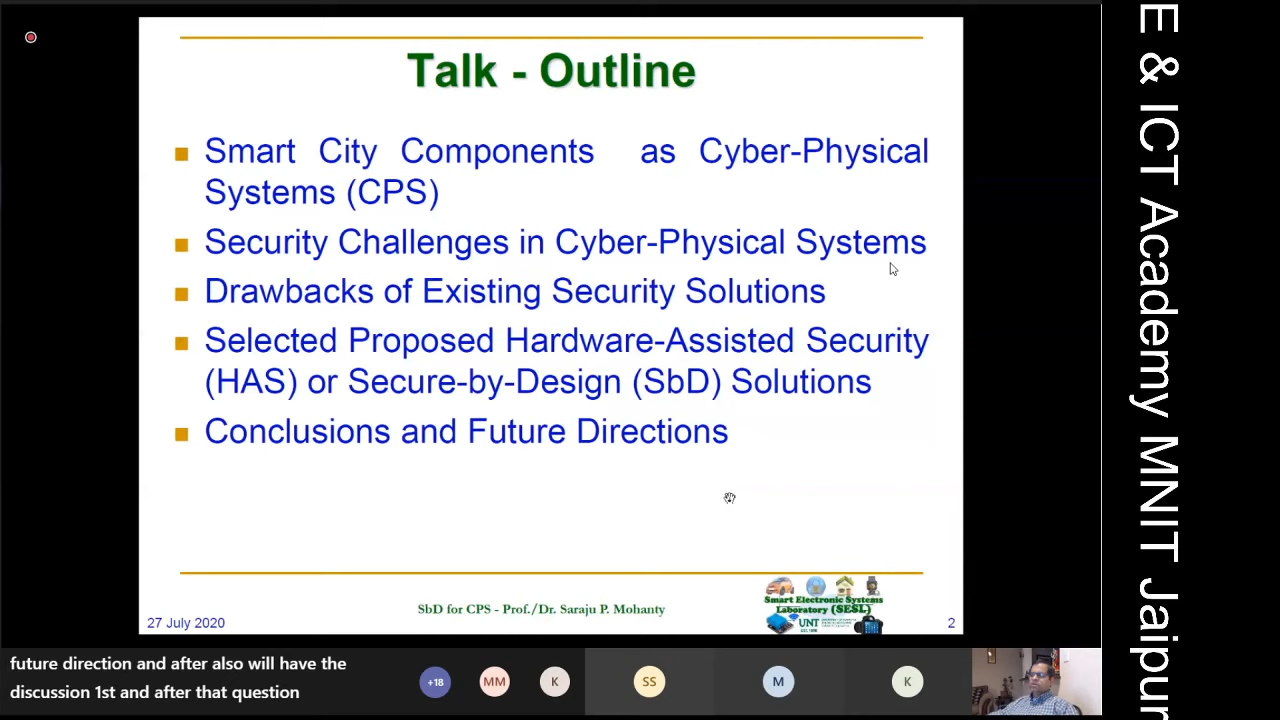 Talk - Outline
Smart City Components as Cyber-Physical
Systems (CPS)
Security Challenges in Cyber-Physical Systems
Drawbacks of Existing Security Solutions
Selected Proposed Hardware-Assisted Security
(HAS) or Secure-by-Design (SbD) Solutions
Conclusions and Future Directions
SbD for CPS - Prof./Dr. Saraju P. Mohanty
Smart Electronic Systems
Laboratory (SESL)
UNT
27 July 2020
2
future direction and after also will have the
discussion 1st and after that question
+18
MM
K
SS
M
K
E & ICT Academy MNIT Jaipur